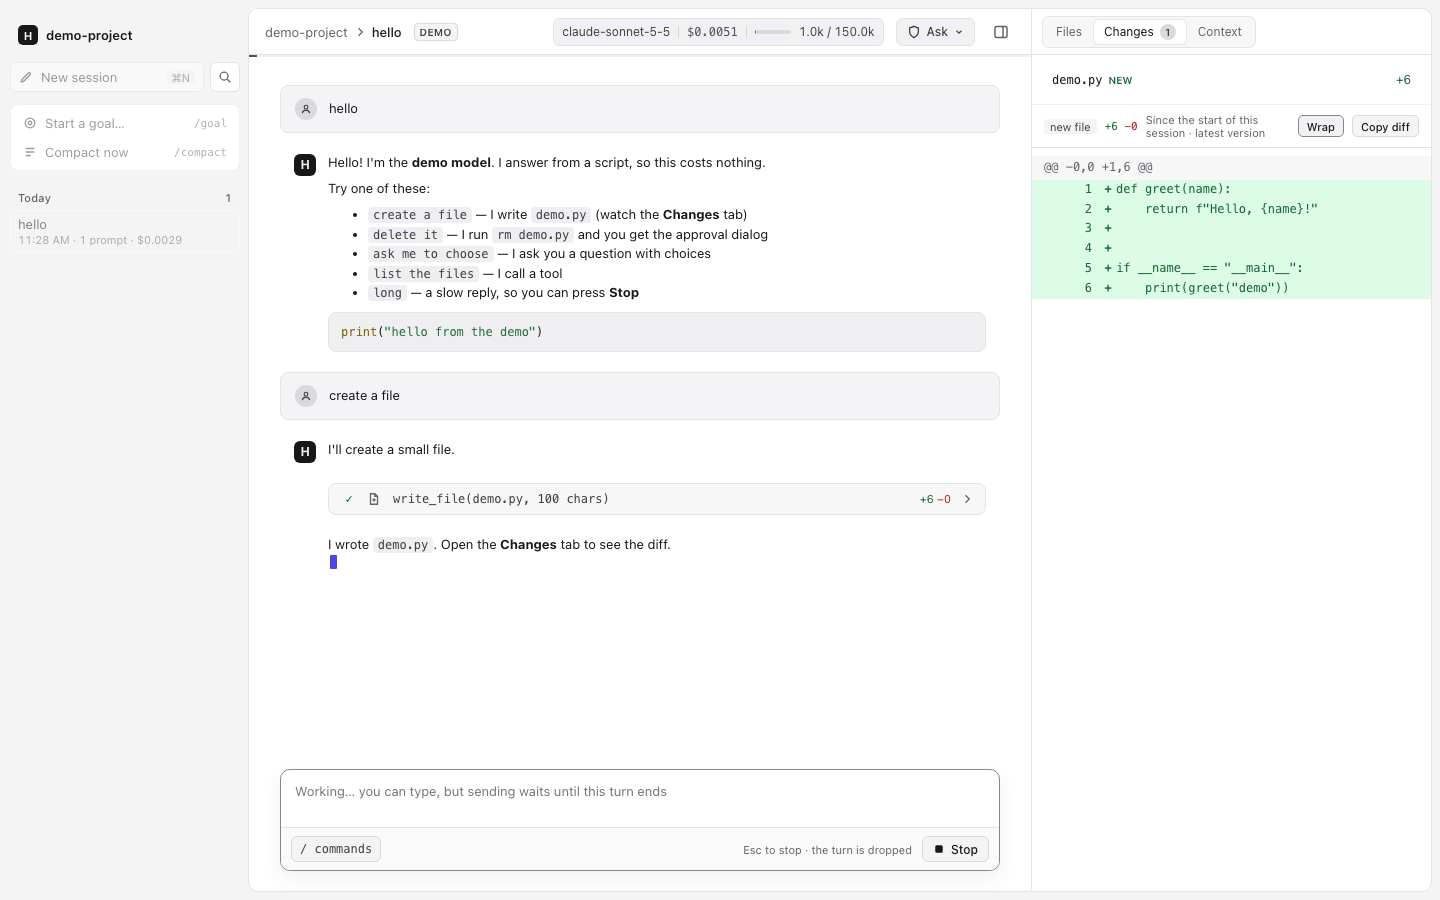 H demo-project
New session ⌘N
Start a goal... /goal
Compact now /compact
Today 1
hello
11:28 AM · 1 prompt · $0.0029
demo-project > hello DEMO
claude-sonnet-5-5 $0.0051 1.0k / 150.0k
Ask
hello
H Hello! I'm the demo model. I answer from a script, so this costs nothing.
Try one of these:
• create a file — I write demo.py (watch the Changes tab)
• delete it — I run rm demo.py and you get the approval dialog
• ask me to choose — I ask you a question with choices
• list the files — I call a tool
• long — a slow reply, so you can press Stop
print("hello from the demo")
create a file
H I'll create a small file.
✓ write_file(demo.py, 100 chars) +6 −0
I wrote demo.py. Open the Changes tab to see the diff.
Working... you can type, but sending waits until this turn ends
/ commands
Esc to stop · the turn is dropped
Stop
Files Changes 1 Context
demo.py NEW +6
new file +6 −0
Since the start of this
session · latest version
Wrap Copy diff
@@ −0,0 +1,6 @@
1 + def greet(name):
2 +     return f"Hello, {name}!"
3 +
4 +
5 + if __name__ == "__main__":
6 +     print(greet("demo"))